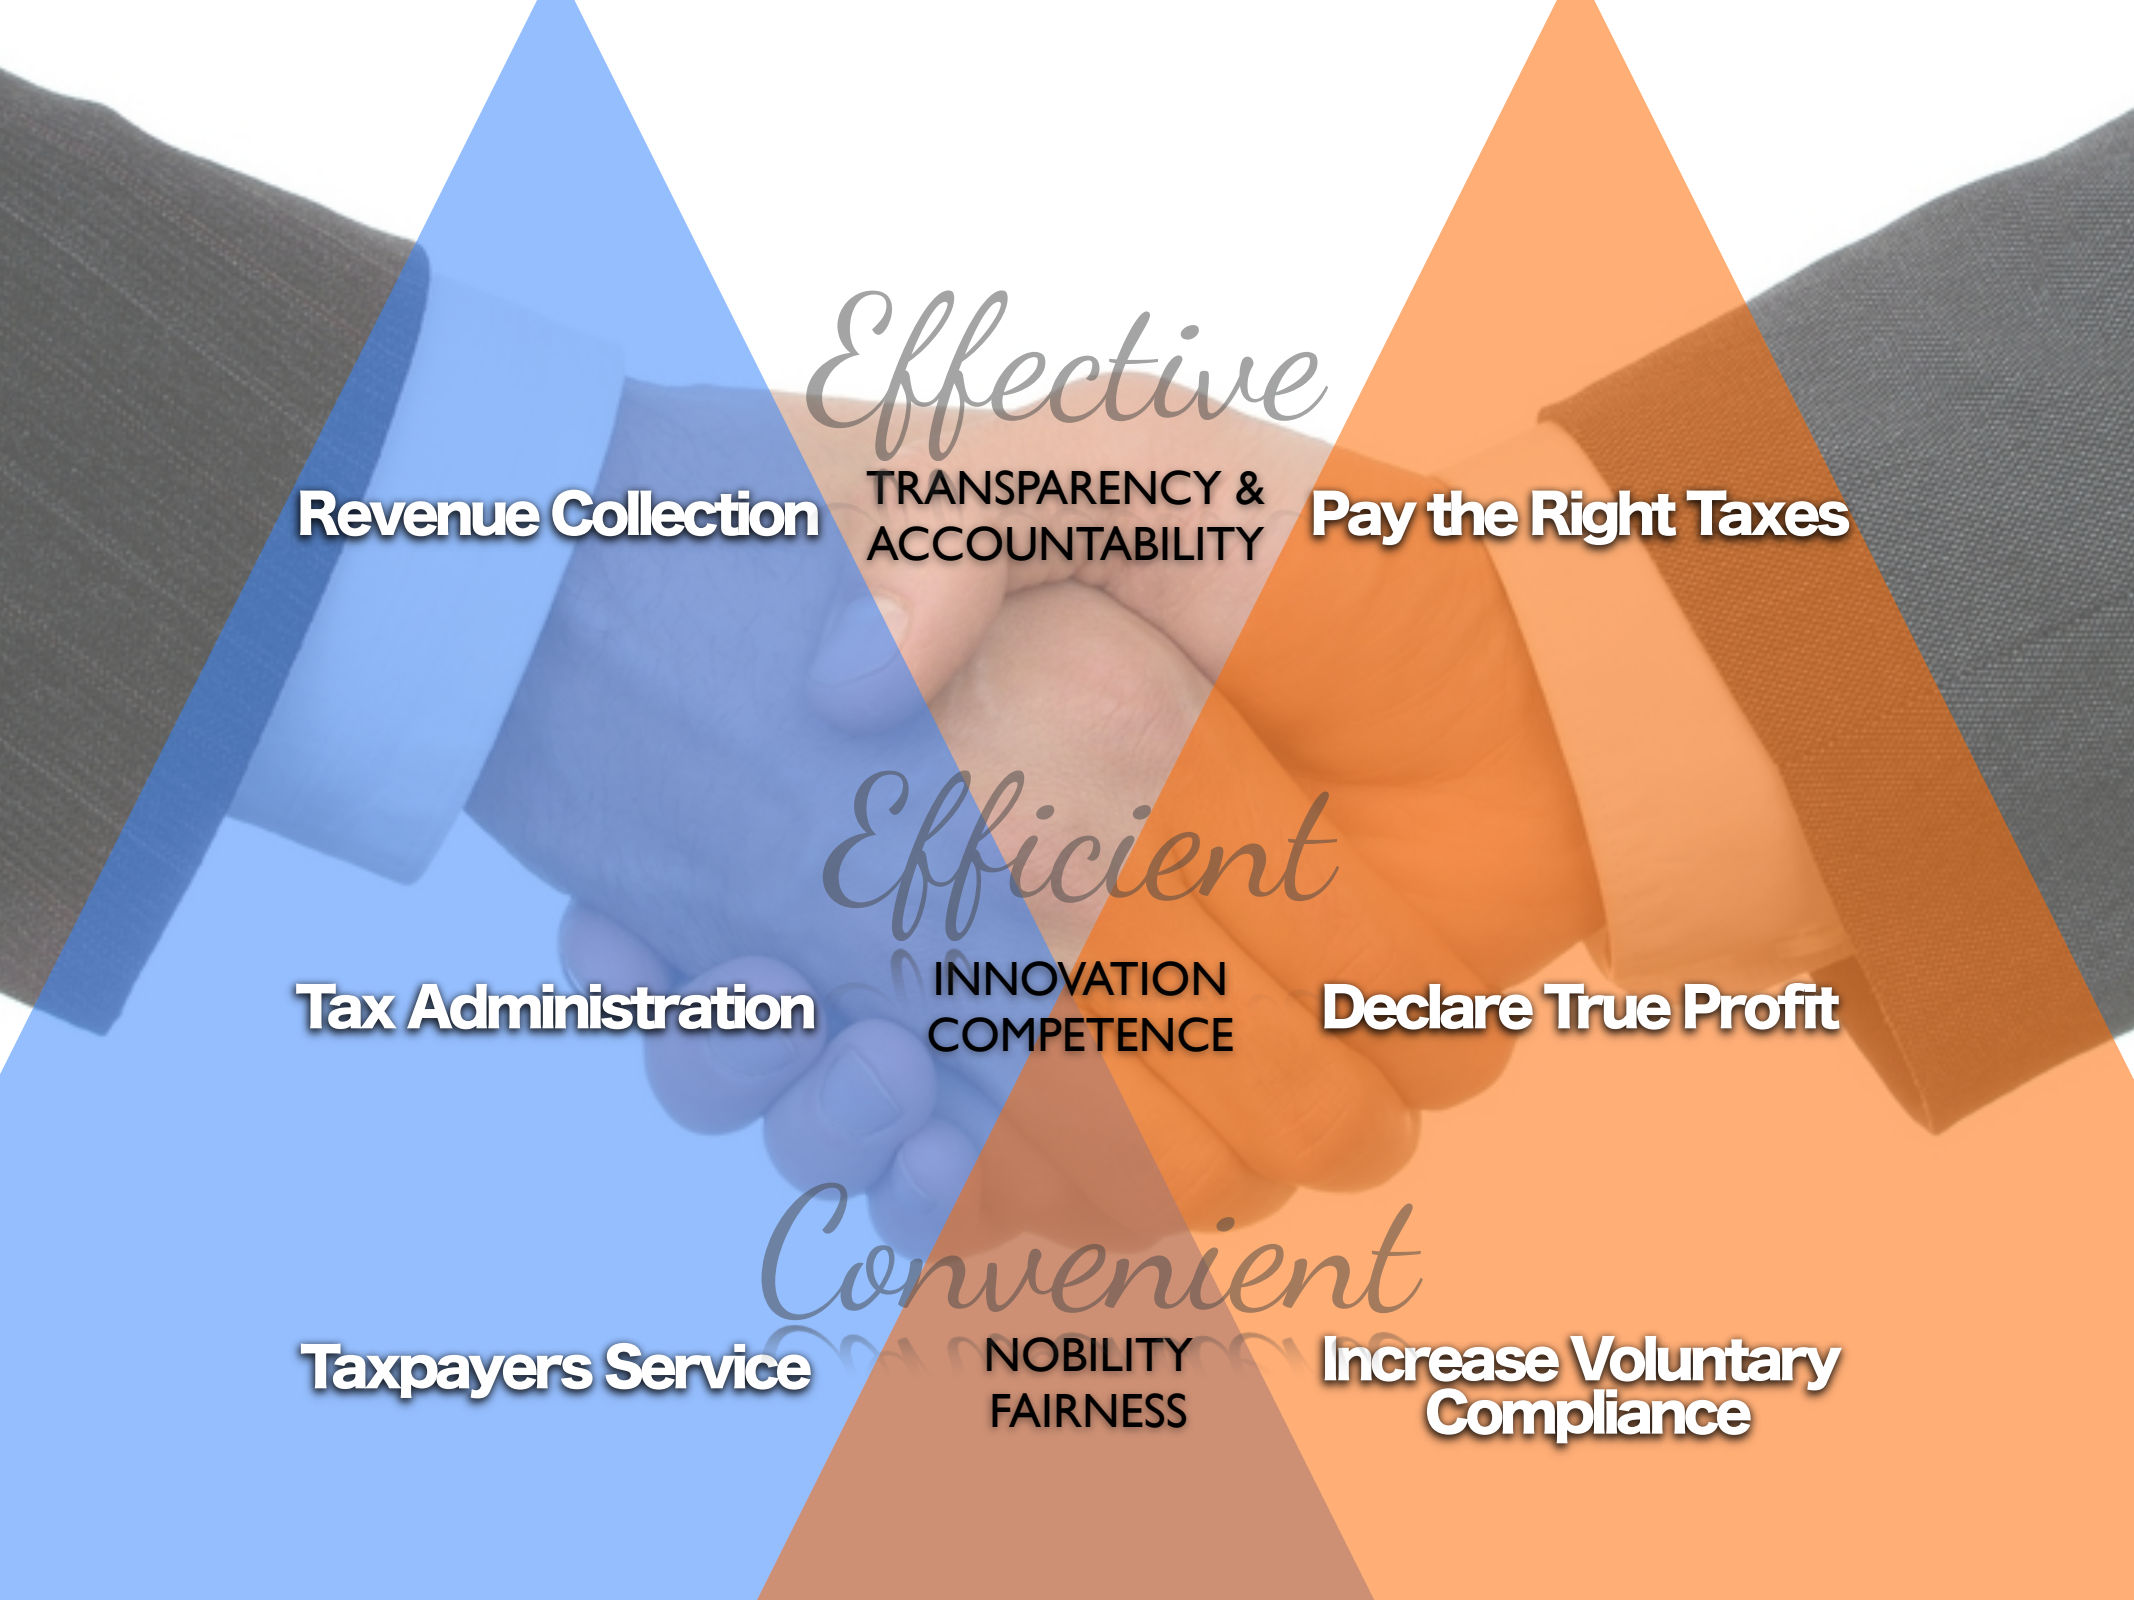 Effective
Revenue Collection
TRANSPARENCY &
ACCOUNTABILITY
Pay the Right Taxes
Efficient
Tax Administration
INNOVATION
COMPETENCE
Declare True Profit
Convenient
Taxpayers Service
NOBILITY
FAIRNESS
Increase Voluntary
Compliance